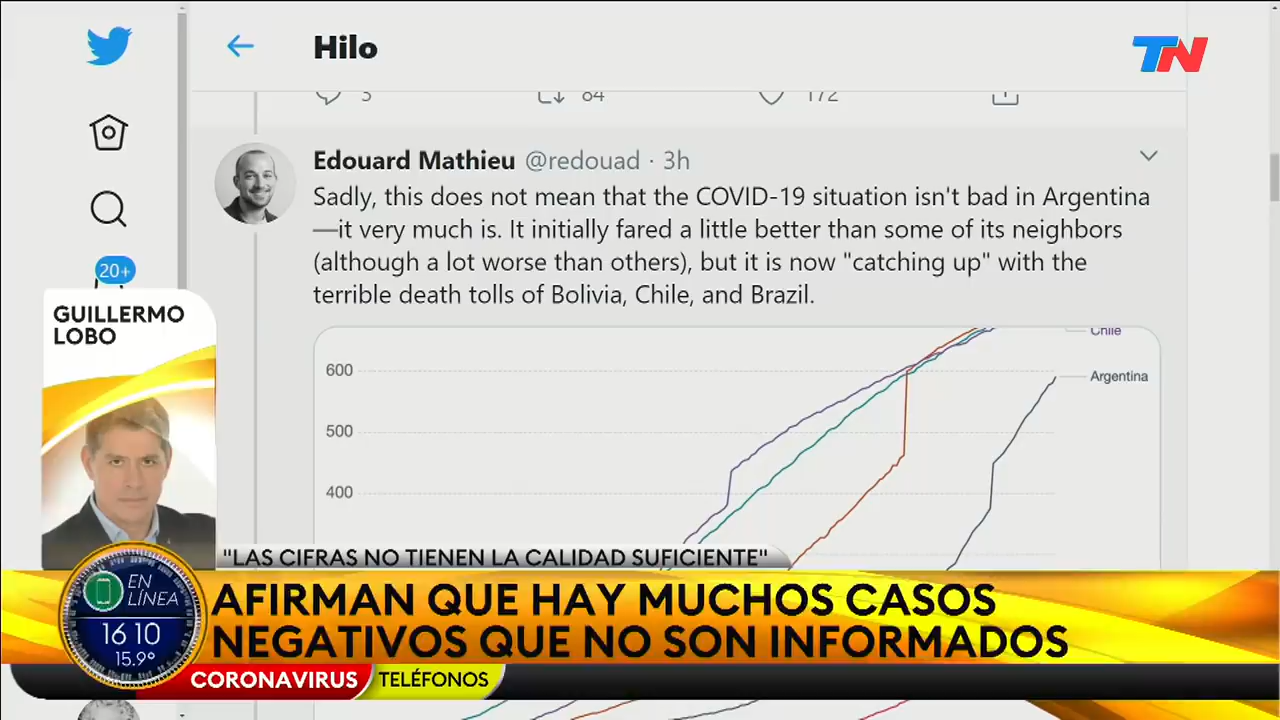 Hilo
TN
3 84 172
Edouard Mathieu @redouad · 3h
Sadly, this does not mean that the COVID-19 situation isn't bad in Argentina
—it very much is. It initially fared a little better than some of its neighbors
(although a lot worse than others), but it is now "catching up" with the
terrible death tolls of Bolivia, Chile, and Brazil.
20+
GUILLERMO
LOBO
Chile
600
Argentina
500
400
"LAS CIFRAS NO TIENEN LA CALIDAD SUFICIENTE"
EN
LÍNEA
16 10
15.9°
AFIRMAN QUE HAY MUCHOS CASOS
NEGATIVOS QUE NO SON INFORMADOS
CORONAVIRUS TELÉFONOS